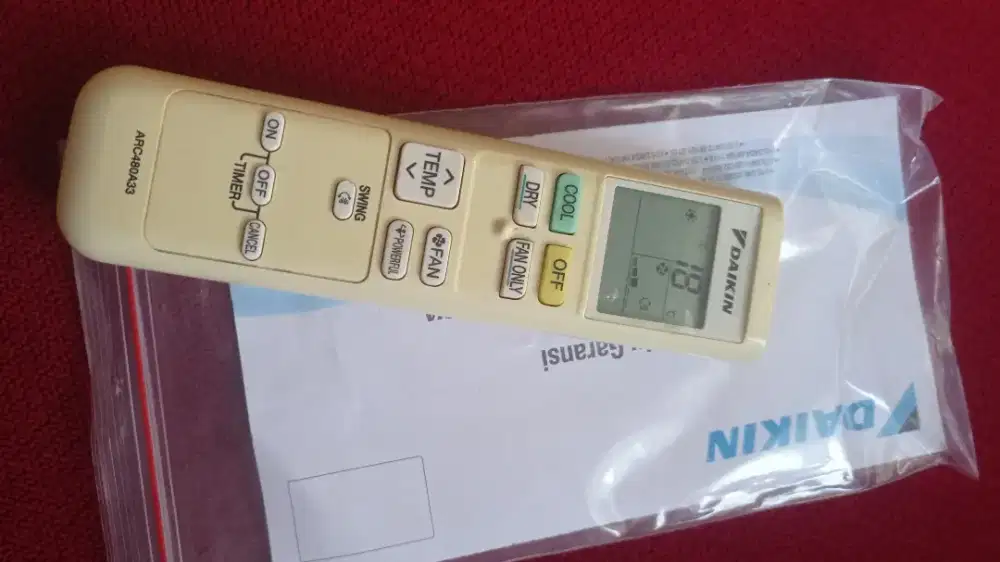 DAIKIN
18
COOL
OFF
DRY
FAN ONLY
TEMP
FAN
POWERFUL
SWING
ON
OFF
CANCEL
TIMER
ARC480A33
Garansi
DAIKIN